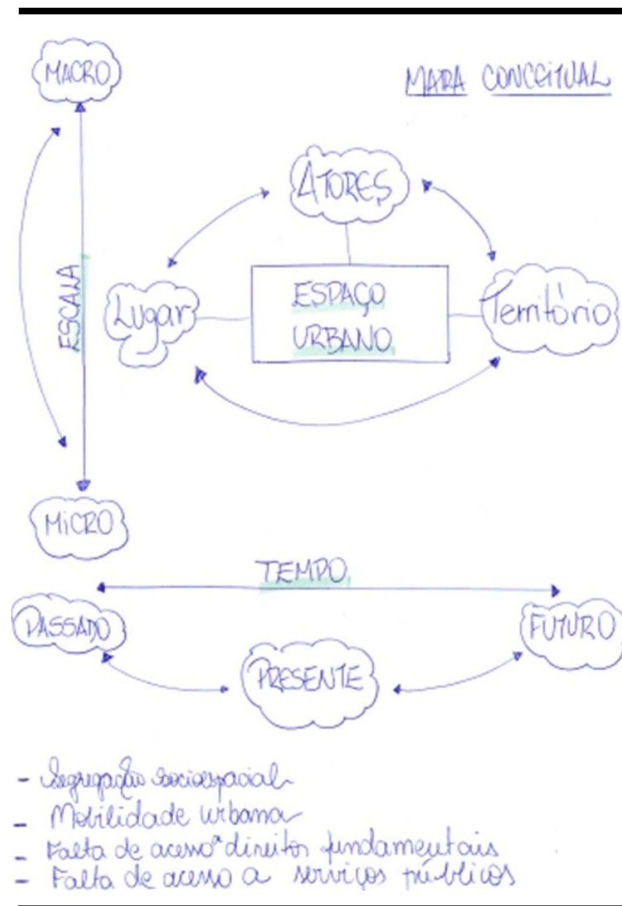 MACRO
MAPA CONCEITUAL
ATORES
ESCALA
Lugar
ESPAÇO
URBANO
Território
MICRO
TEMPO
PASSADO
FUTURO
PRESENTE
- Segregação socioespacial
- Mobilidade urbana
- Falta de acesso a direitos fundamentais
- Falta de acesso a serviços públicos